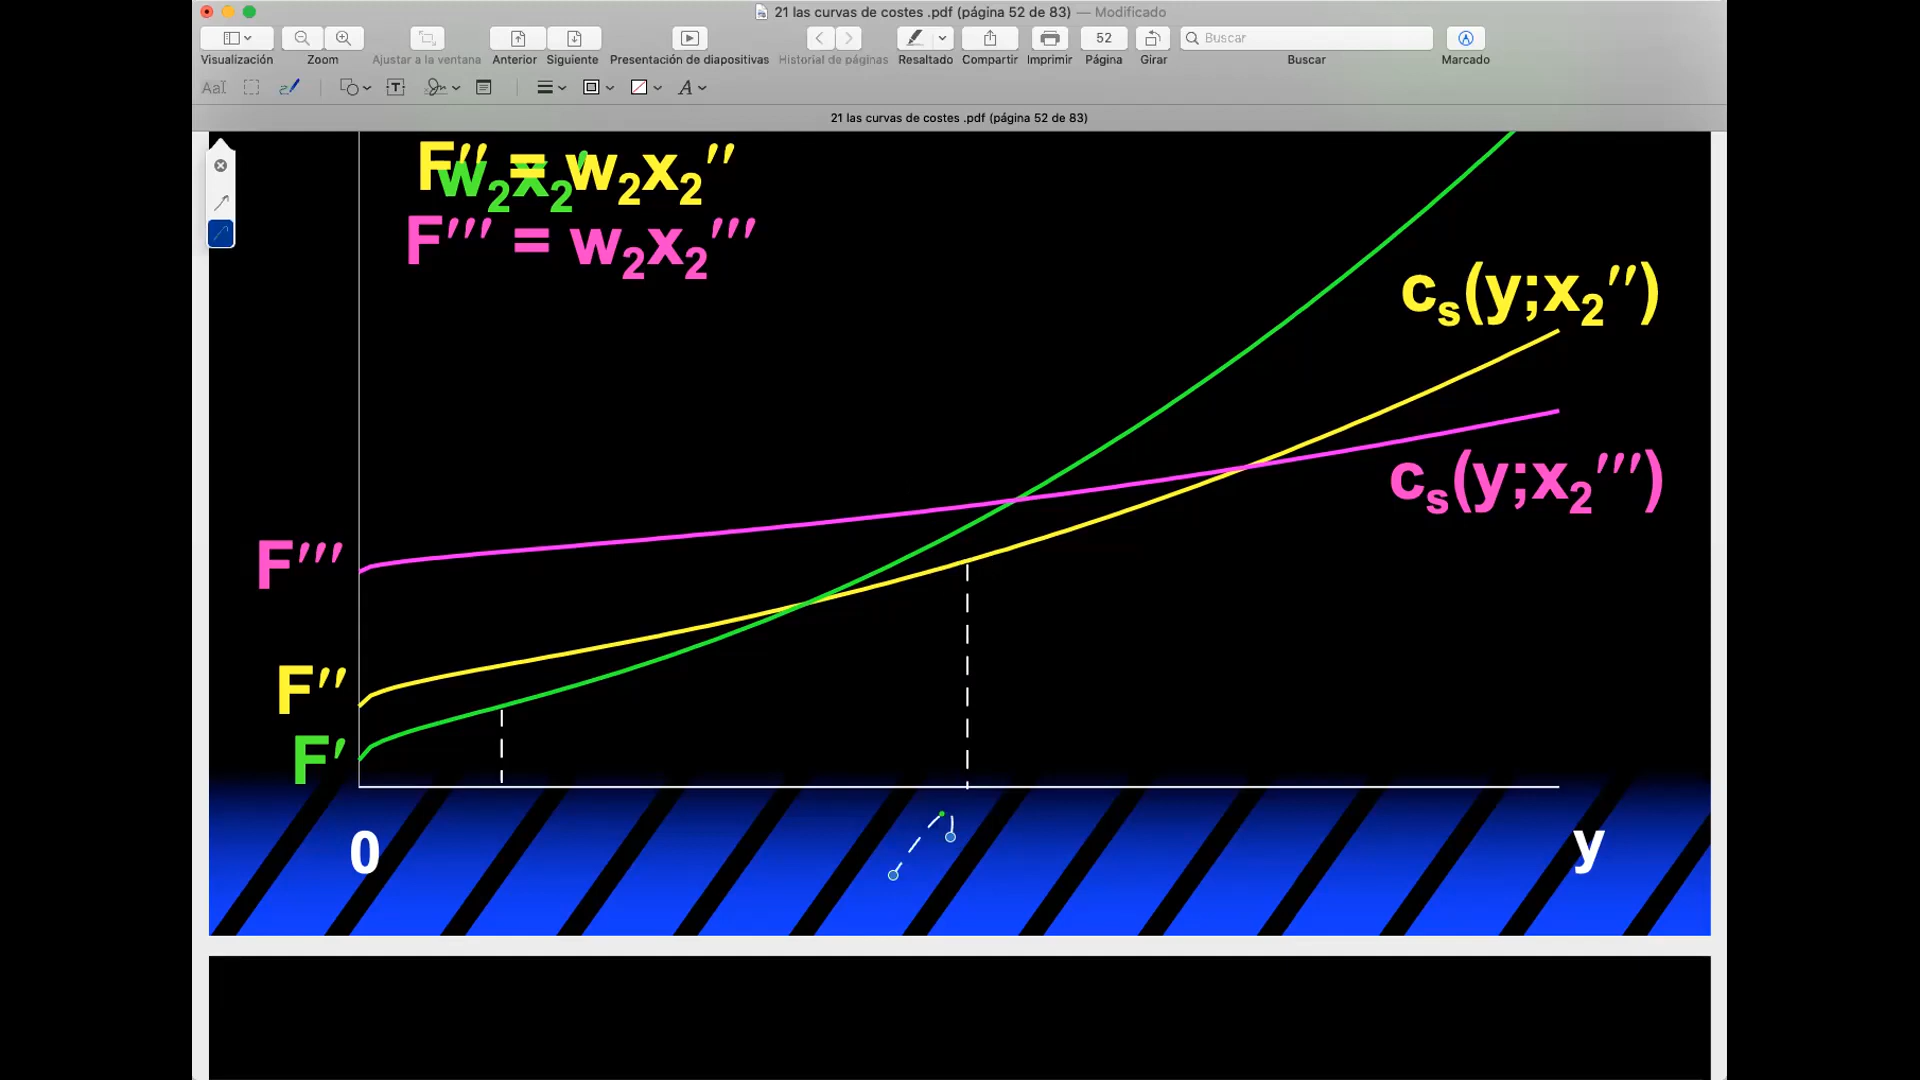 21 las curvas de costes .pdf (página 52 de 83) — Modificado
52
Buscar
Visualización
Zoom
Ajustar a la ventana
Anterior
Siguiente
Presentación de diapositivas
Historial de páginas
Resaltado
Compartir
Imprimir
Página
Girar
Buscar
Marcado
AaI
A
21 las curvas de costes .pdf (página 52 de 83)
F′′ = w2x2′′
w2x2′
F′′′ = w2x2′′′
cs(y;x2′′)
cs(y;x2′′′)
F′′′
F′′
F′
0
y